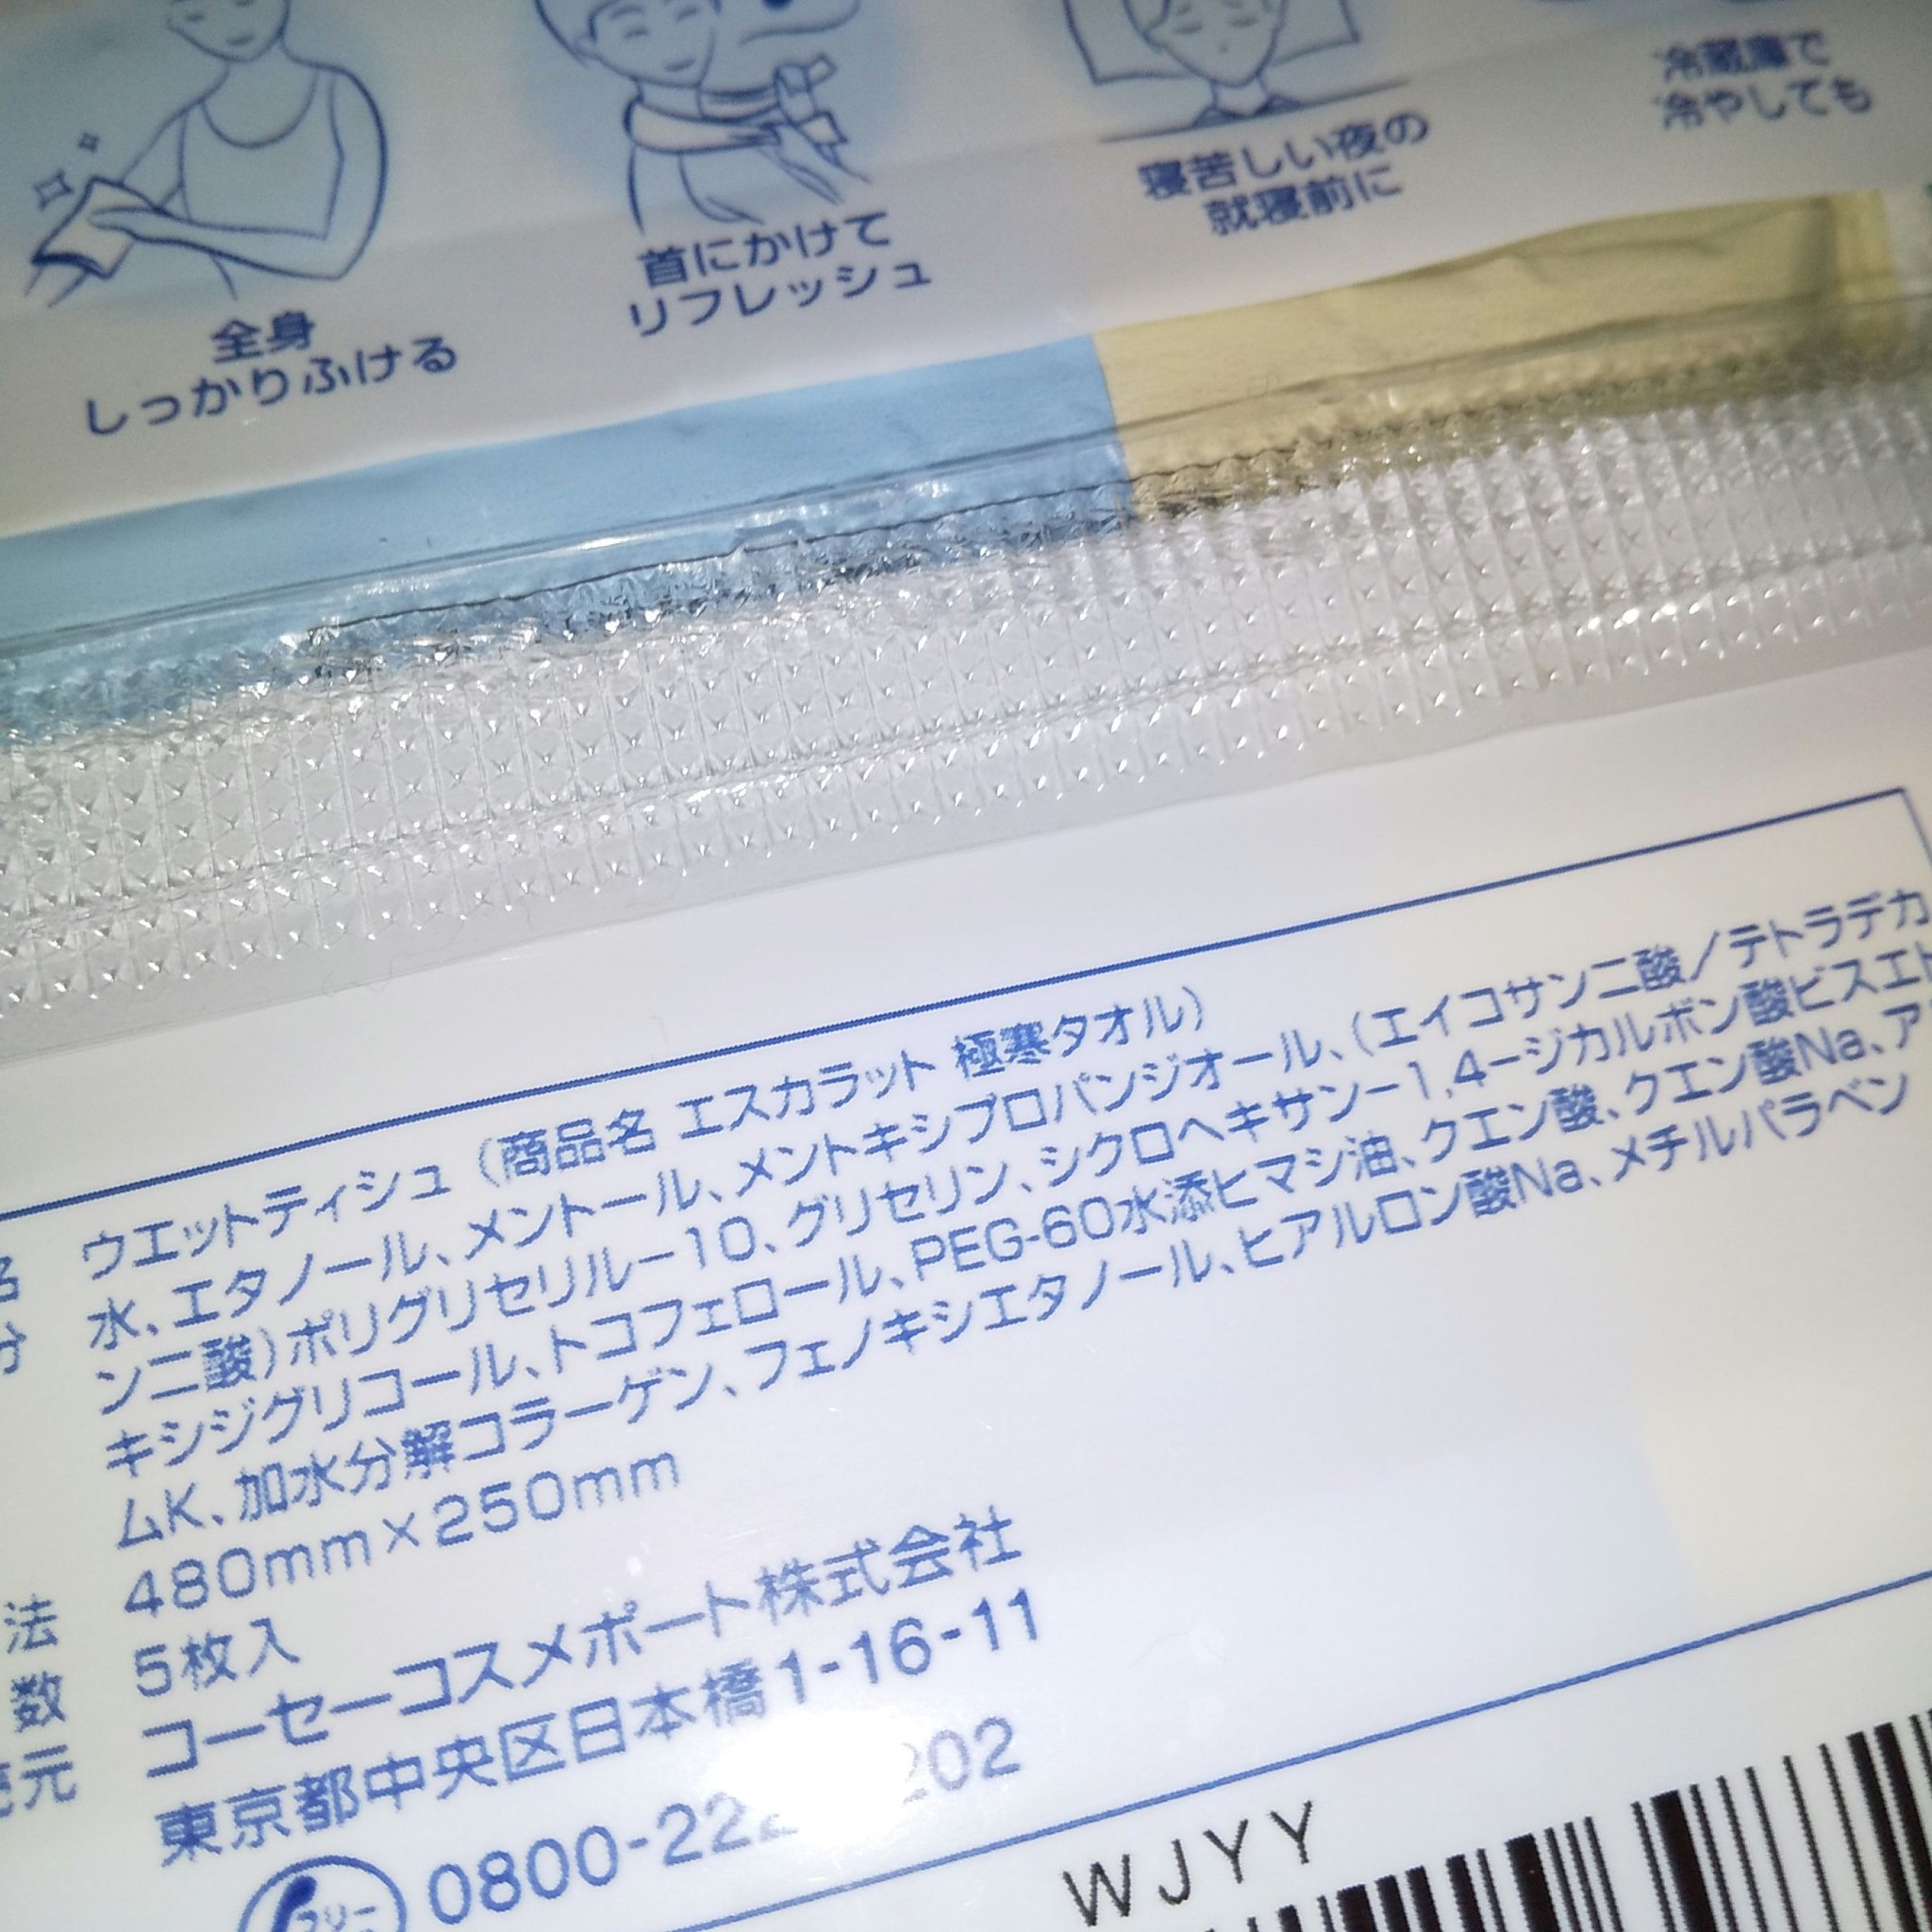 全身
しっかりふける
首にかけて
リフレッシュ
寝苦しい夜の
就寝前に
冷蔵庫で
冷やしても
名 ウエットティシュ（商品名 エスカラット 極寒タオル）
分 水、エタノール、メントール、メントキシプロパンジオール、（エイコサン二酸／テトラデカ
ン二酸）ポリグリセリル－10、グリセリン、シクロヘキサン－1,4－ジカルボン酸ビスエト
キシジグリコール、トコフェロール、PEG-60水添ヒマシ油、クエン酸、クエン酸Na、ア
ムK、加水分解コラーゲン、フェノキシエタノール、ヒアルロン酸Na、メチルパラベン
法 480mm×250mm
数 5枚入
売元 コーセーコスメポート株式会社
東京都中央区日本橋1-16-11
フリー 0800-222 202
WJYY